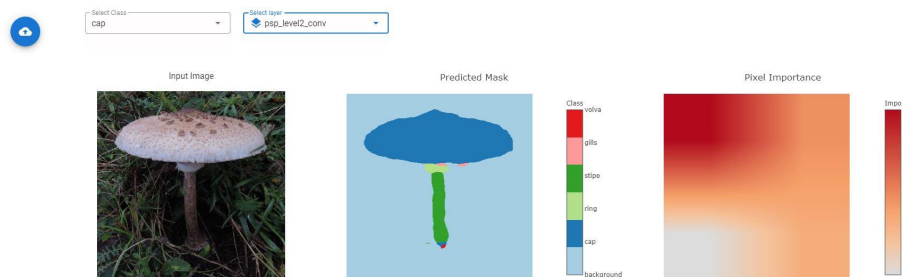 Select Class
cap
Select layer
psp_level2_conv
Input Image
Predicted Mask
Pixel Importance
Class
volva
gills
stipe
ring
cap
background
Impo